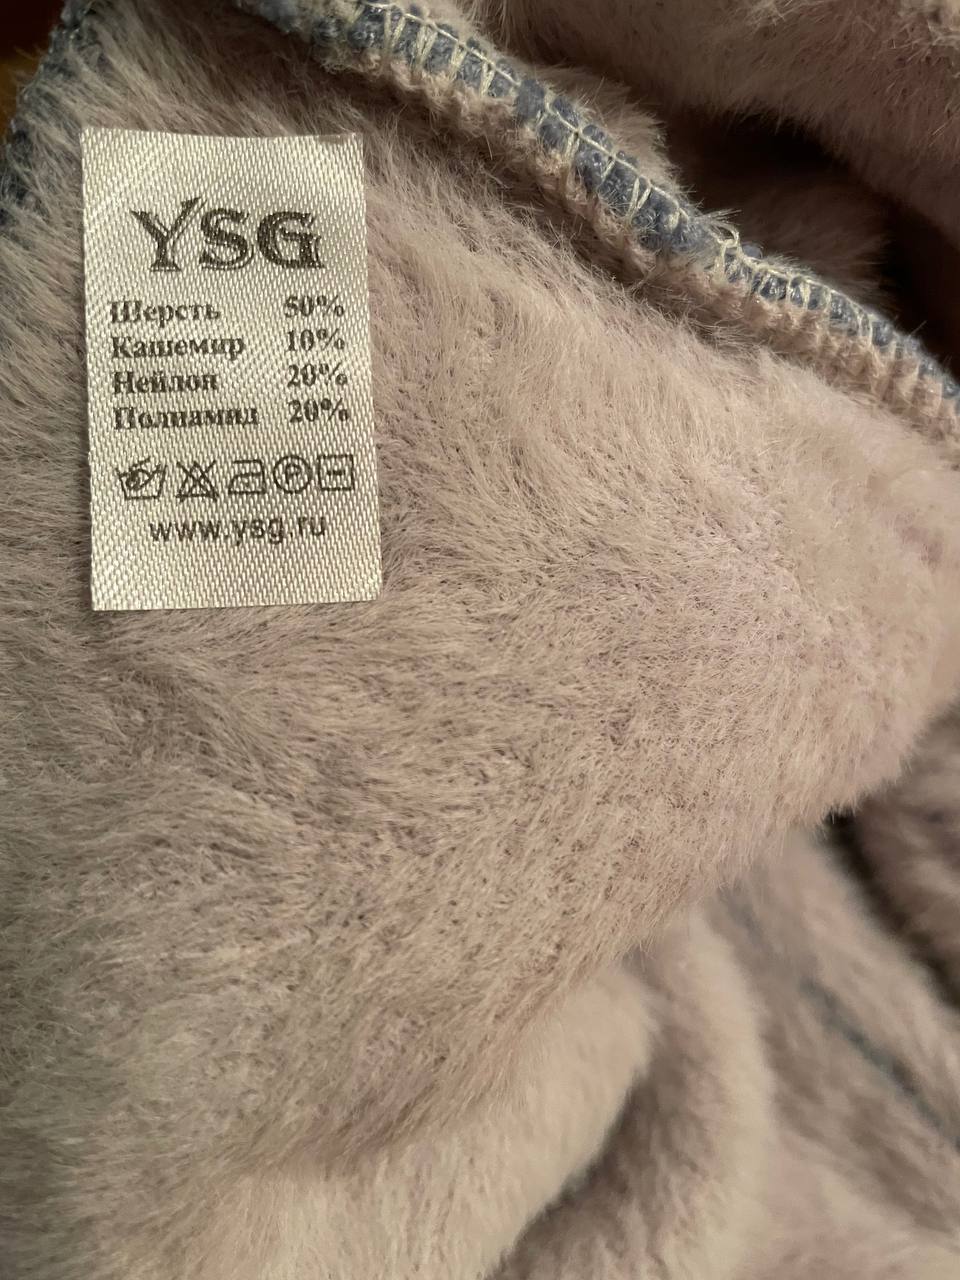 YSG
Шерсть 50%
Кашемир 10%
Нейлон 20%
Полиамид 20%
www.ysg.ru